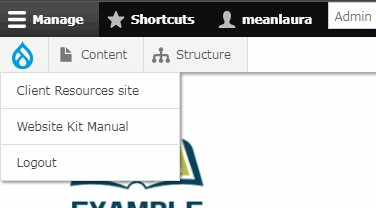 Manage Shortcuts meanlaura Admin
Content Structure
Client Resources site
Website Kit Manual
Logout
EXAMPLE